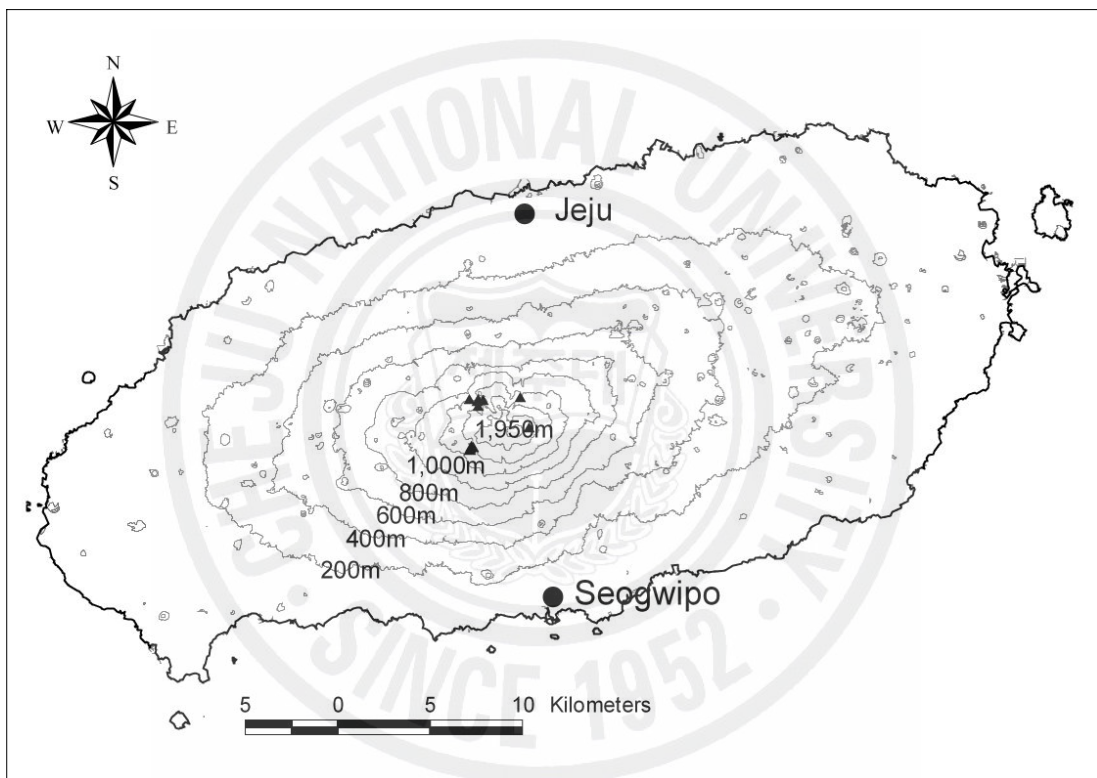 N
W E
S
Jeju
1,950m
1,000m
800m
600m
400m
200m
Seogwipo
5 0 5 10 Kilometers
CHEJU NATIONAL UNIVERSITY
SINCE 1952